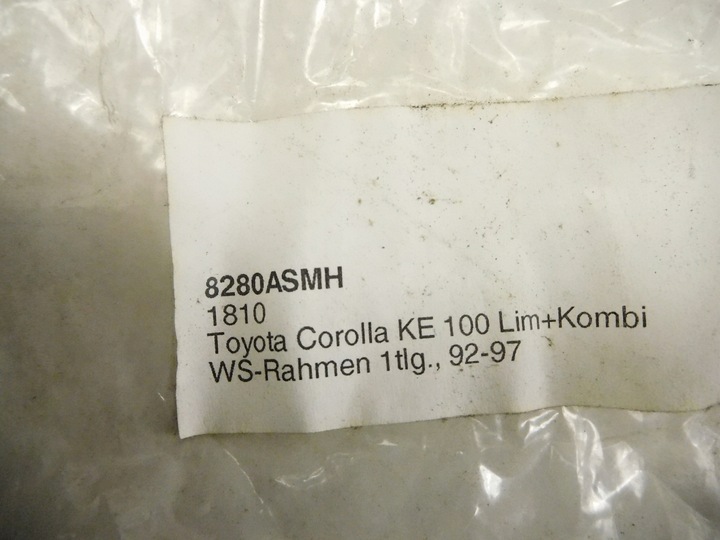 8280ASMH
1810
Toyota Corolla KE 100 Lim+Kombi
WS-Rahmen 1tlg., 92-97